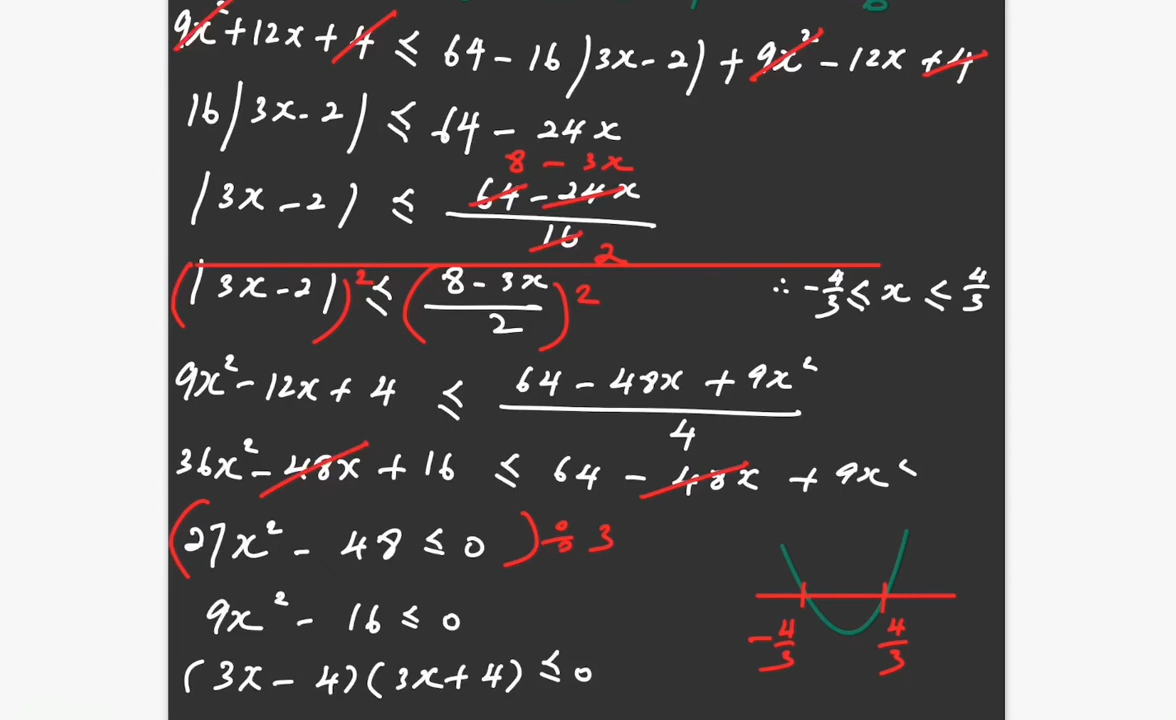 9x² + 12x + 4 ≤ 64 - 16|3x - 2| + 9x² - 12x + 4
16|3x - 2| ≤ 64 - 24x
8 - 3x
|3x - 2| ≤ (64 - 24x)/16
2
(|3x - 2|)² ≤ ((8 - 3x)/2)²
∴ -4/3 ≤ x ≤ 4/3
9x² - 12x + 4 ≤ (64 - 48x + 9x²)/4
36x² - 48x + 16 ≤ 64 - 48x + 9x²
(27x² - 48 ≤ 0) ÷ 3
9x² - 16 ≤ 0
-4/3 4/3
(3x - 4)(3x + 4) ≤ 0